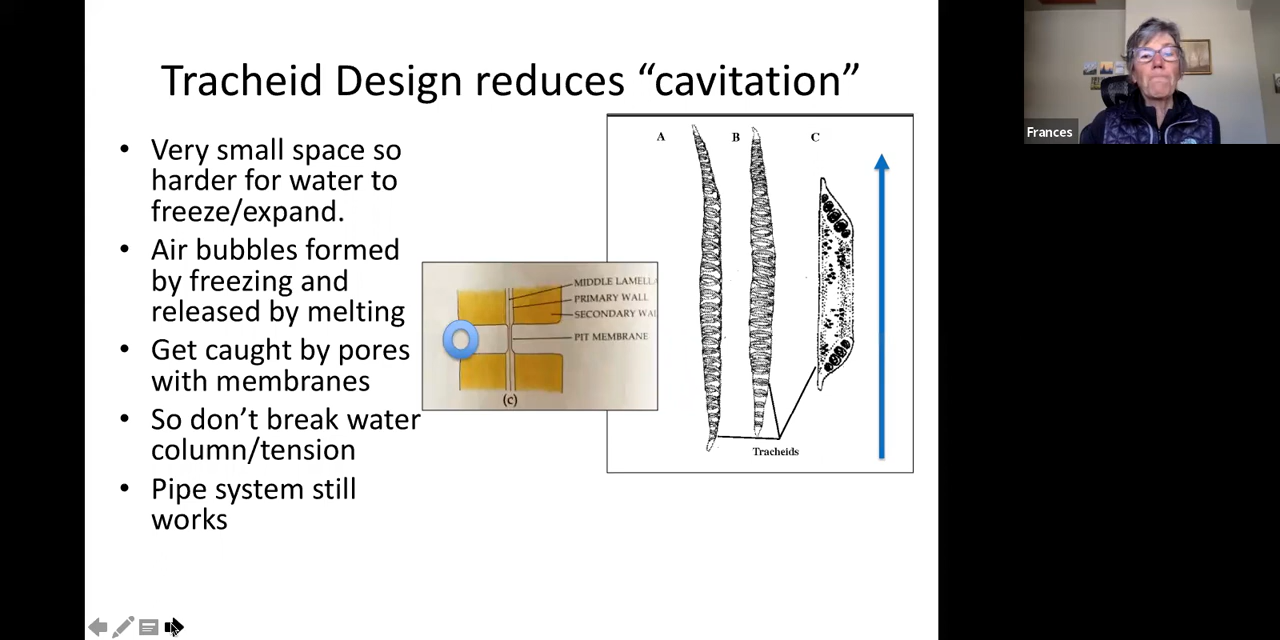 Tracheid Design reduces “cavitation”
• Very small space so
harder for water to
freeze/expand.
• Air bubbles formed
by freezing and
released by melting
• Get caught by pores
with membranes
• So don’t break water
column/tension
• Pipe system still
works
MIDDLE LAMELLA
PRIMARY WALL
SECONDARY WAL
PIT MEMBRANE
(c)
A B C
Tracheids
Frances